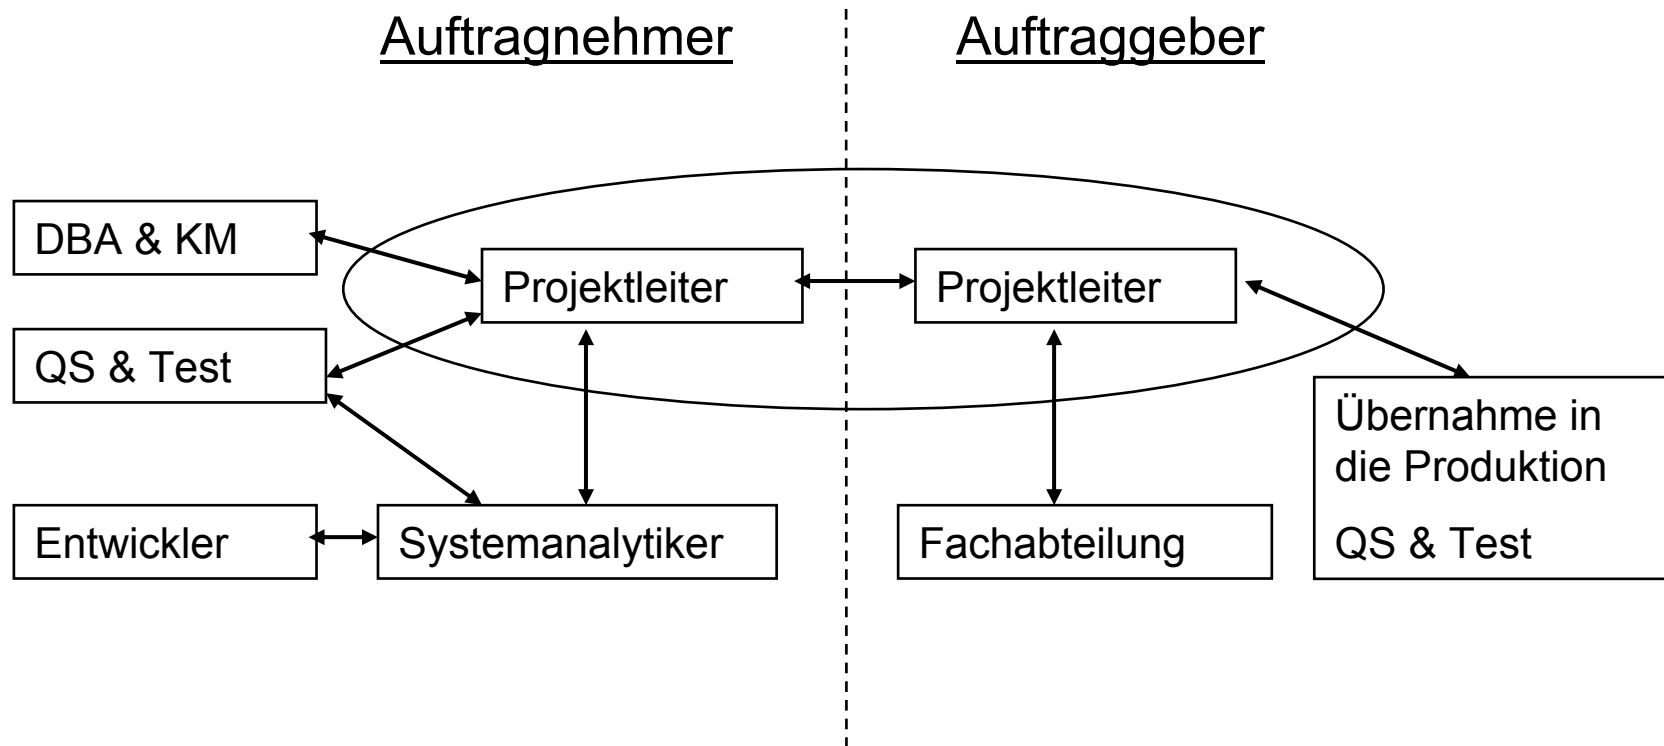 Auftragnehmer
Auftraggeber
DBA & KM
Projektleiter
Projektleiter
QS & Test
Übernahme in
die Produktion
QS & Test
Entwickler
Systemanalytiker
Fachabteilung